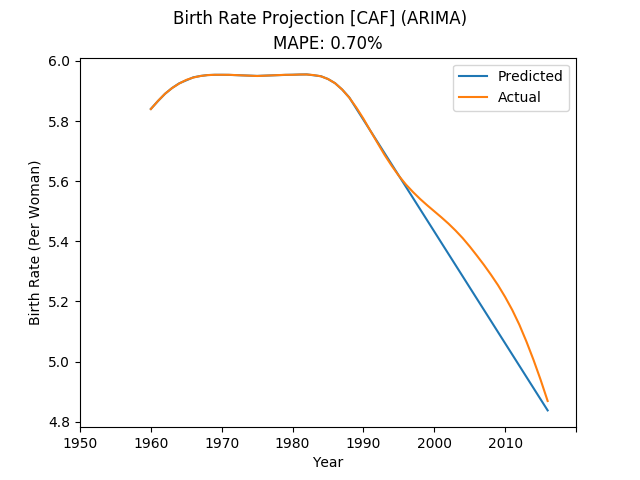 Birth Rate Projection [CAF] (ARIMA)
MAPE: 0.70%
6.0
5.8
5.6
5.4
5.2
5.0
4.8
Birth Rate (Per Woman)
Predicted
Actual
1950
1960
1970
1980
1990
2000
2010
Year